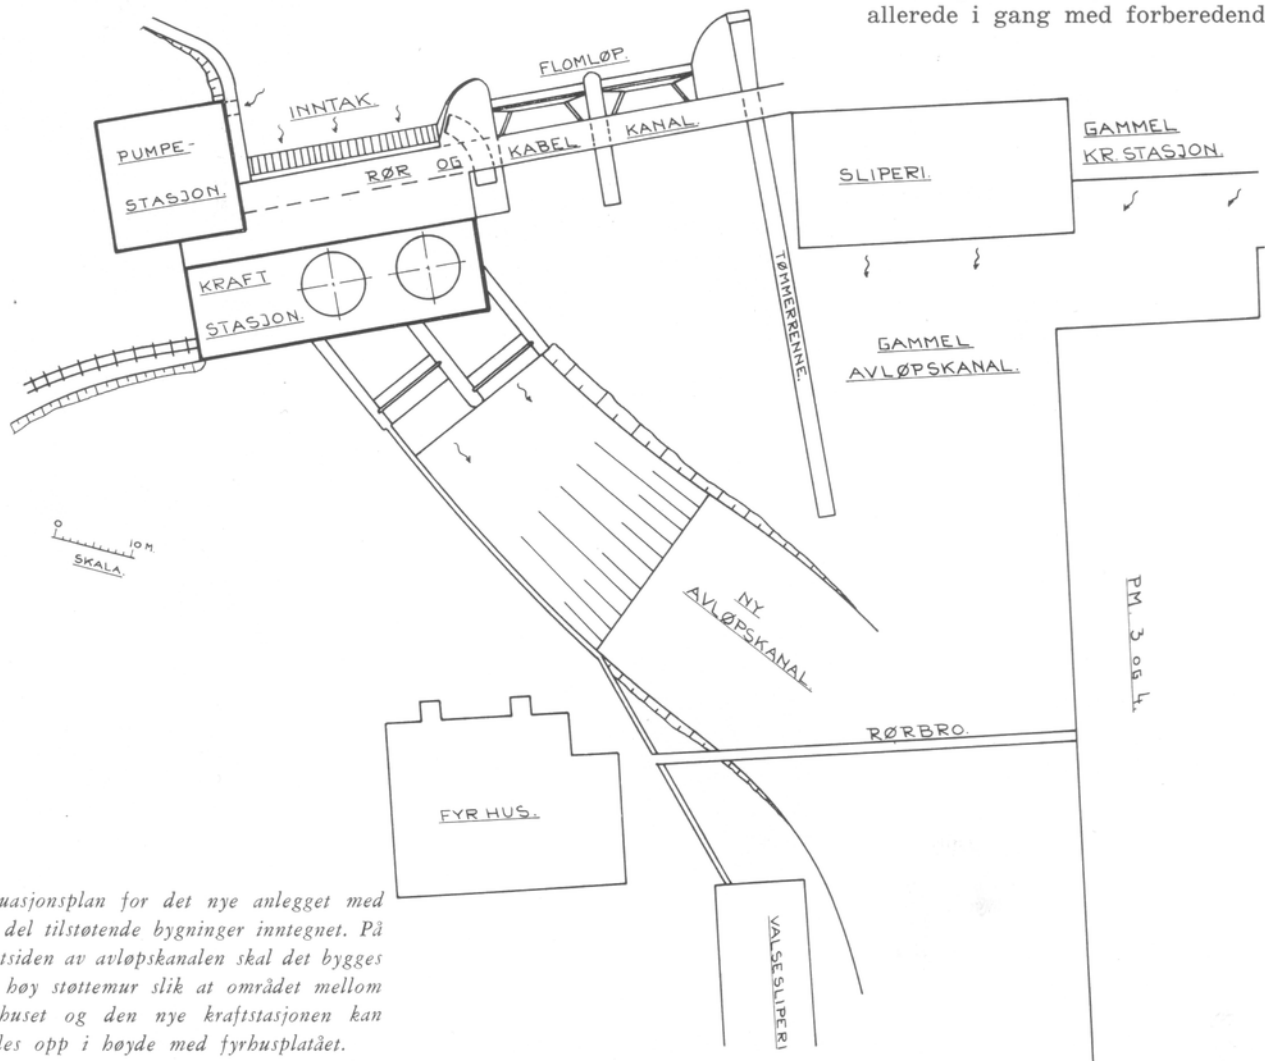 allerede i gang med forberedend
FLOMLØP.
INNTAK.
PUMPE-
STASJON.
RØR OG KABEL KANAL.
SLIPERI.
GAMMEL
KR. STASJON.
KRAFT
STASJON.
TØMMERRENNE.
GAMMEL
AVLØPSKANAL.
0 10 M.
SKALA.
NY
AVLØPSKANAL.
PM. 3 OG 4.
RØRBRO.
FYR HUS.
VALSESLIPERI
uasjonsplan for det nye anlegget med
del tilstøtende bygninger inntegnet. På
tsiden av avløpskanalen skal det bygges
høy støttemur slik at området mellom
huset og den nye kraftstasjonen kan
les opp i høyde med fyrhusplatået.